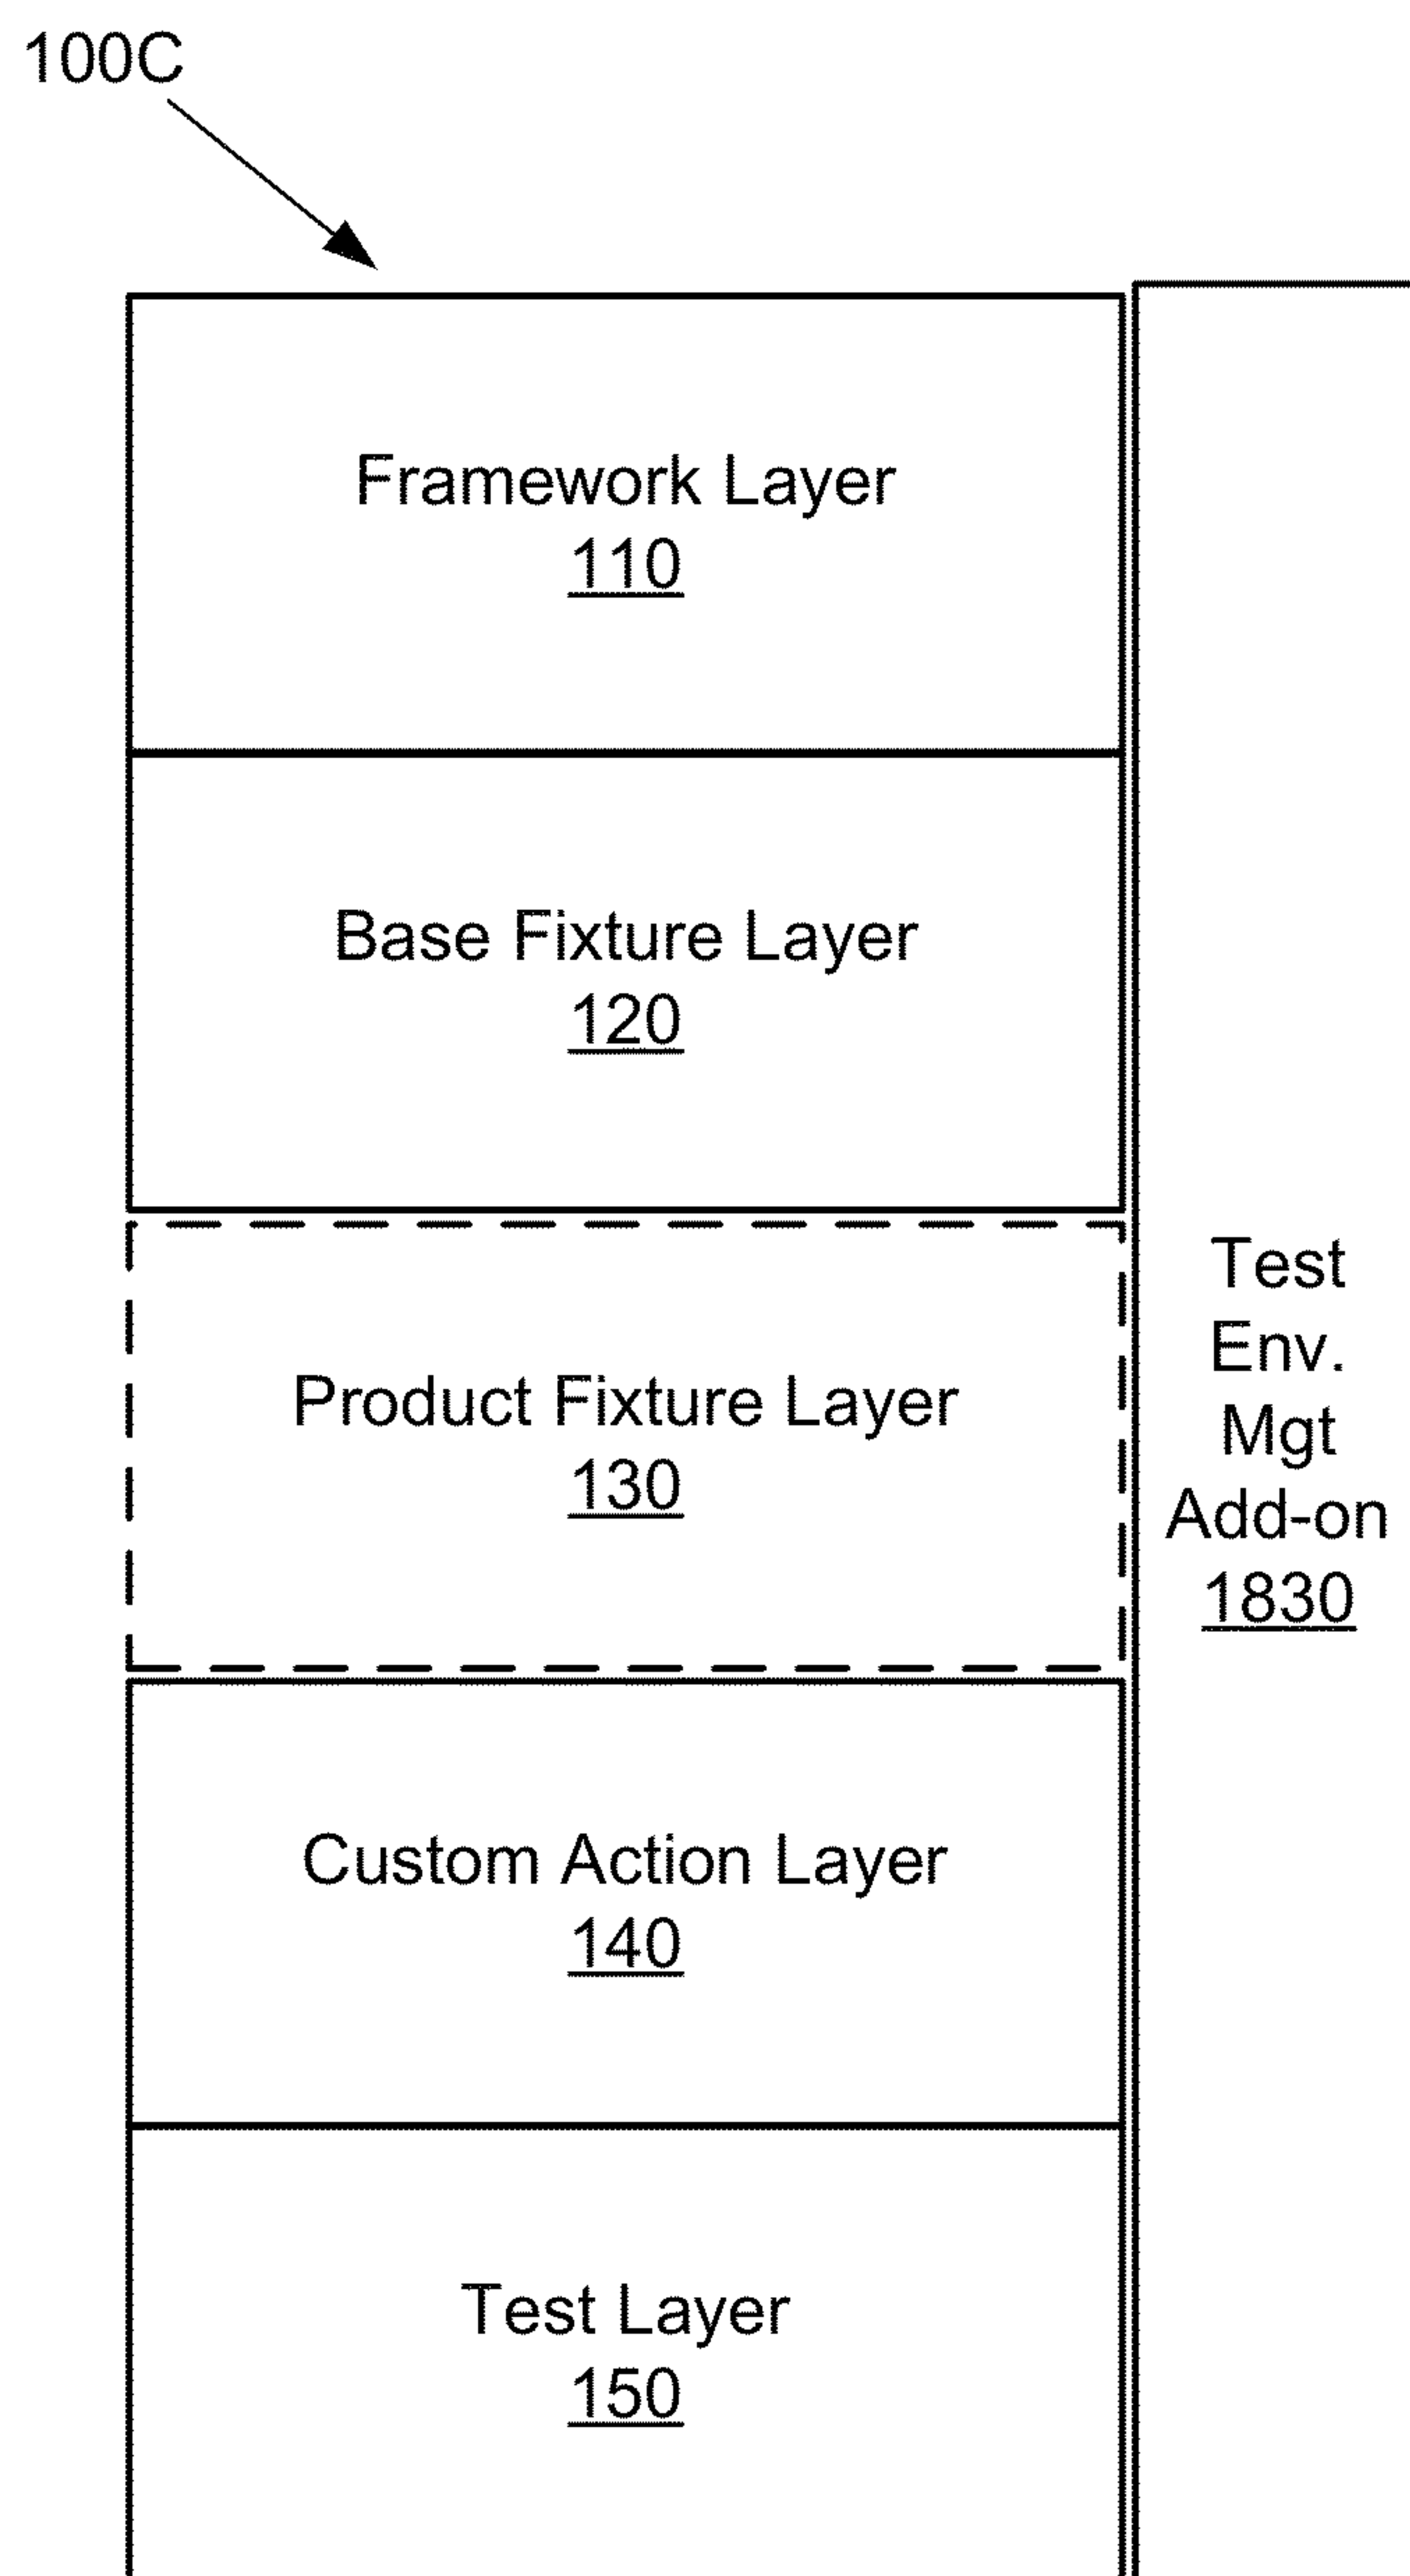 100C
Framework Layer
110
Base Fixture Layer
120
Product Fixture Layer
130
Test
Env.
Mgt
Add-on
1830
Custom Action Layer
140
Test Layer
150